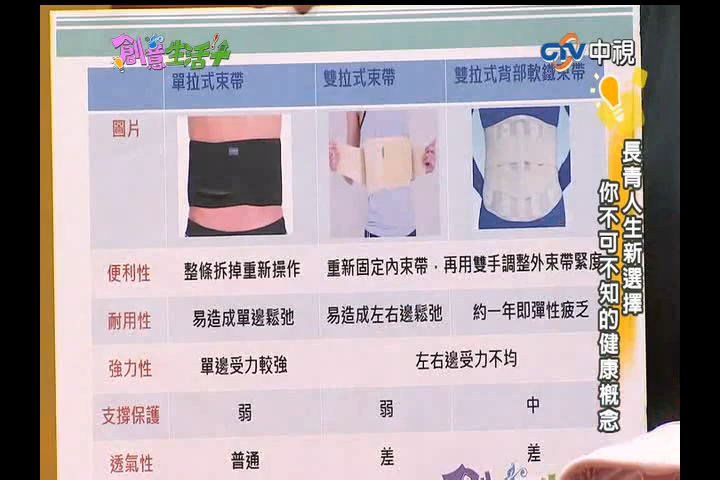 創意生活
CTV中視
單拉式束帶 雙拉式束帶 雙拉式背部軟鐵束帶
圖片
便利性 整條拆掉重新操作 重新固定內束帶，再用雙手調整外束帶緊度
耐用性 易造成單邊鬆弛 易造成左右邊鬆弛 約一年即彈性疲乏
強力性 單邊受力較強 左右邊受力不均
支撐保護 弱 弱 中
透氣性 普通 差 差
長青人生新選擇
你不可不知的健康概念